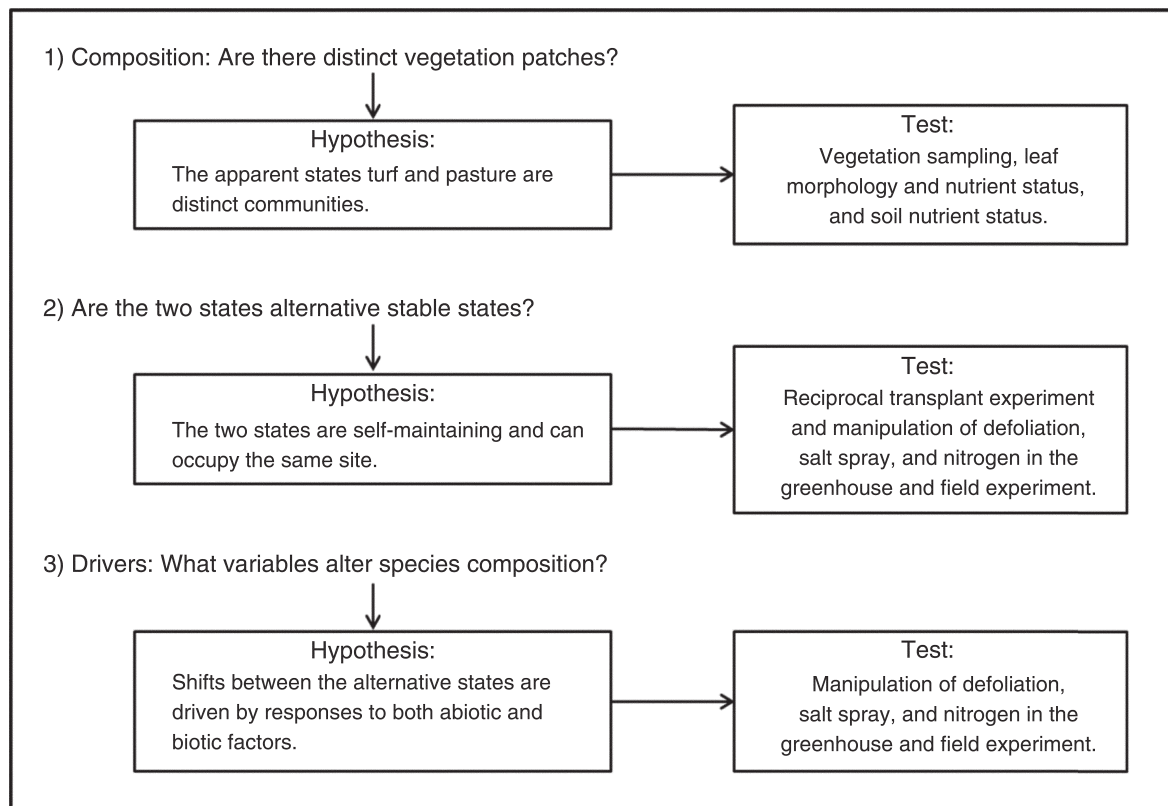 1) Composition: Are there distinct vegetation patches?
Hypothesis:
The apparent states turf and pasture are
distinct communities.
Test:
Vegetation sampling, leaf
morphology and nutrient status,
and soil nutrient status.
2) Are the two states alternative stable states?
Hypothesis:
The two states are self-maintaining and can
occupy the same site.
Test:
Reciprocal transplant experiment
and manipulation of defoliation,
salt spray, and nitrogen in the
greenhouse and field experiment.
3) Drivers: What variables alter species composition?
Hypothesis:
Shifts between the alternative states are
driven by responses to both abiotic and
biotic factors.
Test:
Manipulation of defoliation,
salt spray, and nitrogen in the
greenhouse and field experiment.